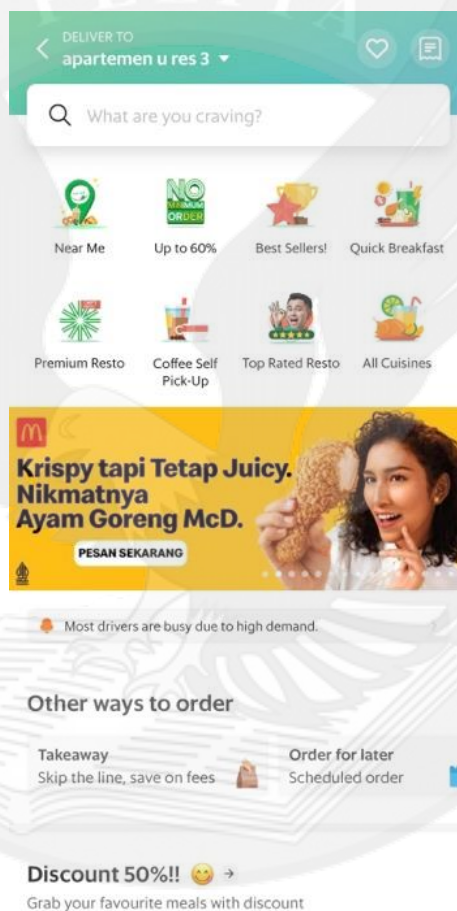 DELIVER TO
apartemen u res 3
What are you craving?
NO
MINIMUM
ORDER
Near Me
Up to 60%
Best Sellers!
Quick Breakfast
Premium Resto
Coffee Self
Pick-Up
Top Rated Resto
All Cuisines
Krispy tapi Tetap Juicy.
Nikmatnya
Ayam Goreng McD.
PESAN SEKARANG
Most drivers are busy due to high demand.
Other ways to order
Takeaway
Skip the line, save on fees
Order for later
Scheduled order
Discount 50%!! 😋 →
Grab your favourite meals with discount